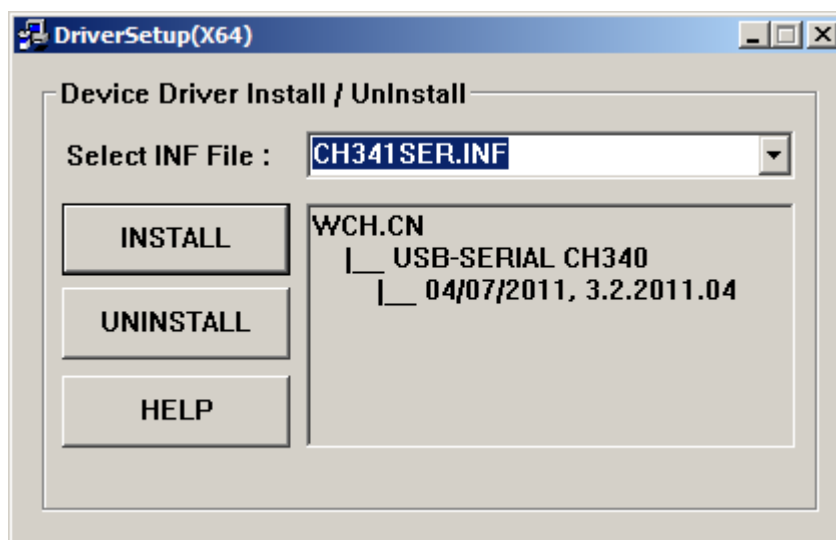 DriverSetup(X64)
Device Driver Install / UnInstall
Select INF File :
CH341SER.INF
INSTALL
UNINSTALL
HELP
WCH.CN
|__ USB-SERIAL CH340
|__ 04/07/2011, 3.2.2011.04